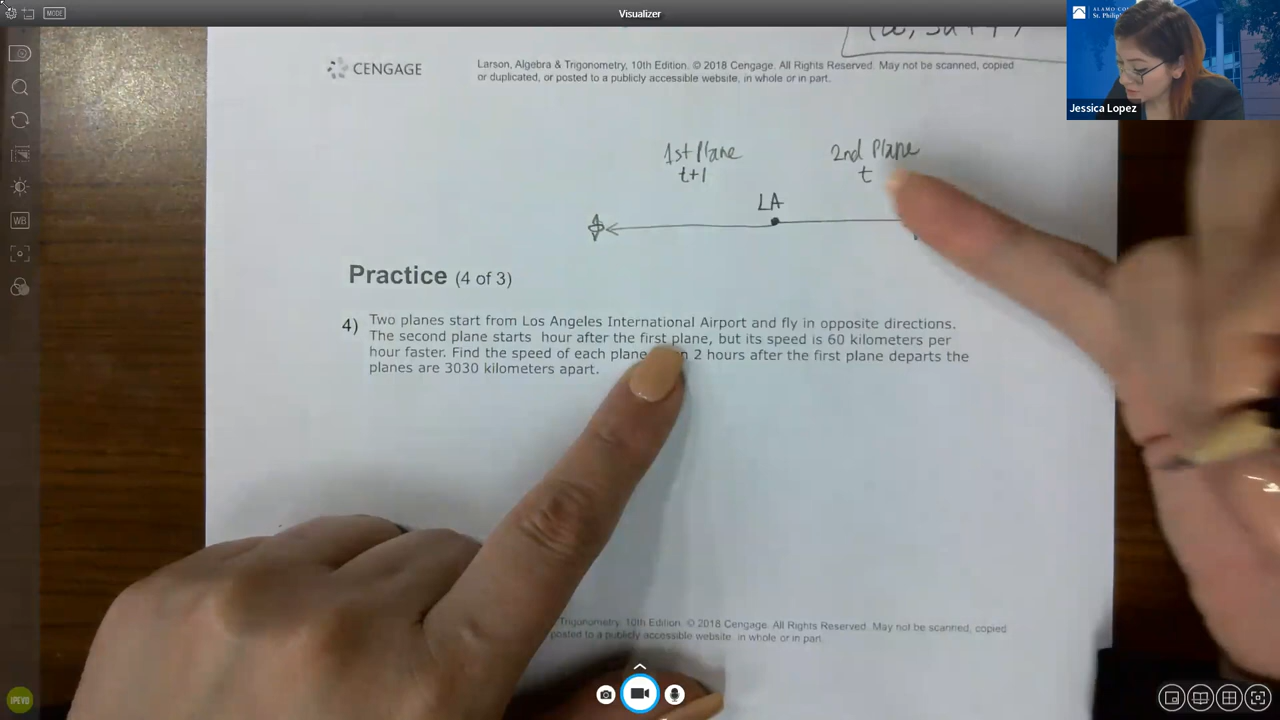 Visualizer
MODE
ALAMO CO
St. Philip
Jessica Lopez
CENGAGE
Larson, Algebra & Trigonometry, 10th Edition. © 2018 Cengage. All Rights Reserved. May not be scanned, copied
or duplicated, or posted to a publicly accessible website, in whole or in part.
1st Plane
t+1
2nd Plane
t
LA
Practice (4 of 3)
4) Two planes start from Los Angeles International Airport and fly in opposite directions.
The second plane starts hour after the first plane, but its speed is 60 kilometers per
hour faster. Find the speed of each plane 2 hours after the first plane departs the
planes are 3030 kilometers apart.
Trigonometry, 10th Edition. © 2018 Cengage. All Rights Reserved. May not be scanned, copied
posted to a publicly accessible website, in whole or in part.
WB
IPEVO